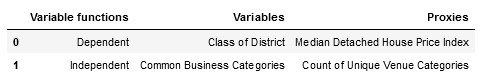 Variable functions Variables Proxies
0 Dependent Class of District Median Detached House Price Index
1 Independent Common Business Categories Count of Unique Venue Categories